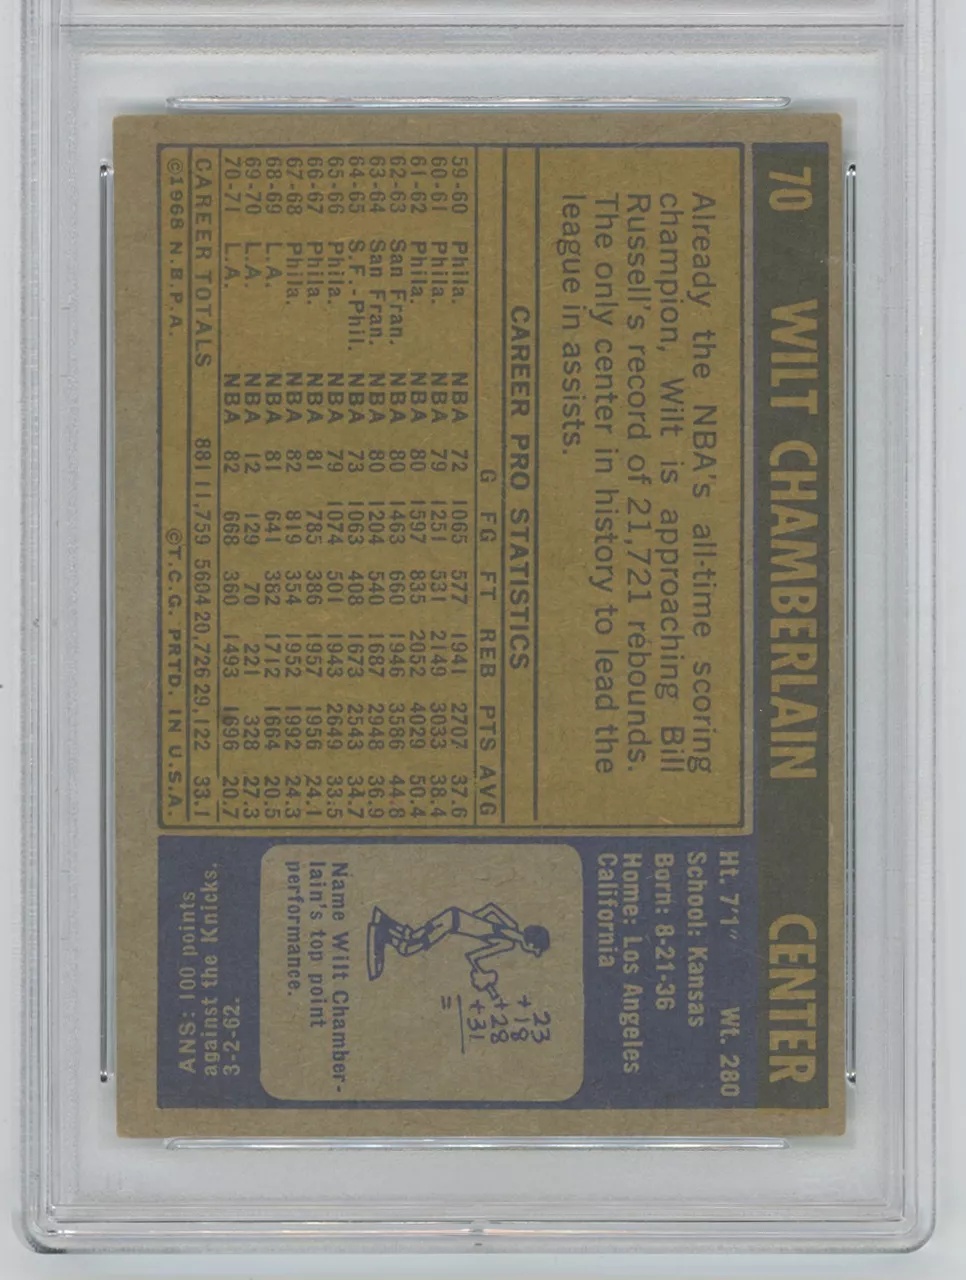 70 WILT CHAMBERLAIN CENTER
Already the NBA's all-time scoring
champion, Wilt is approaching Bill
Russell's record of 21,721 rebounds.
The only center in history to lead the
league in assists.
CAREER PRO STATISTICS
G FG FT REB PTS AVG
59-60 Phila. NBA 72 1065 577 1941 2707 37.6
60-61 Phila. NBA 79 1251 531 2149 3033 38.4
61-62 Phila. NBA 80 1597 835 2052 4029 50.4
62-63 San Fran. NBA 80 1463 660 1946 3586 44.8
63-64 San Fran. NBA 80 1204 540 1687 2948 36.9
64-65 S.F.-Phil. NBA 73 1063 408 1673 2543 34.7
65-66 Phila. NBA 79 1074 501 1943 2649 33.5
66-67 Phila. NBA 81 785 386 1957 1956 24.1
67-68 Phila. NBA 82 819 354 1952 1992 24.3
68-69 L.A. NBA 81 641 382 1712 1664 20.5
69-70 L.A. NBA 12 129 70 221 328 27.3
70-71 L.A. NBA 82 668 360 1493 1696 20.7
CAREER TOTALS 881 11,759 5604 20,726 29,122 33.1
©1968 N.B.P.A. ©T.C.G. PRTD. IN U.S.A.
Ht. 7'1" Wt. 280
School: Kansas
Born: 8-21-36
Home: Los Angeles
California
23
+18
+28
+31
=
Name Wilt Chamber-
lain's top point
performance.
ANS: 100 points
against the Knicks,
3-2-62.